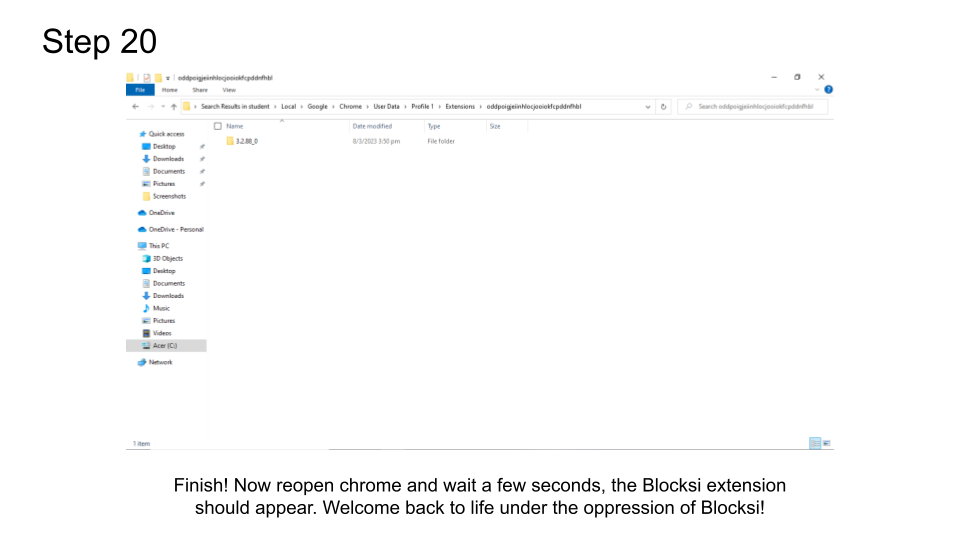 Step 20
oddpoigjeiinhlocjooiokfcpddnfhbl
File Home Share View
Search Results in student › Local › Google › Chrome › User Data › Profile 1 › Extensions › oddpoigjeiinhlocjooiokfcpddnfhbl
Search oddpoigjeiinhlocjooiokfcpddnfhbl
Name Date modified Type Size
3.2.88_0 8/3/2023 3:50 pm File folder
Quick access
Desktop
Downloads
Documents
Pictures
Screenshots
OneDrive
OneDrive - Personal
This PC
3D Objects
Desktop
Documents
Downloads
Music
Pictures
Videos
Acer (C:)
Network
1 item
Finish! Now reopen chrome and wait a few seconds, the Blocksi extension
should appear. Welcome back to life under the oppression of Blocksi!